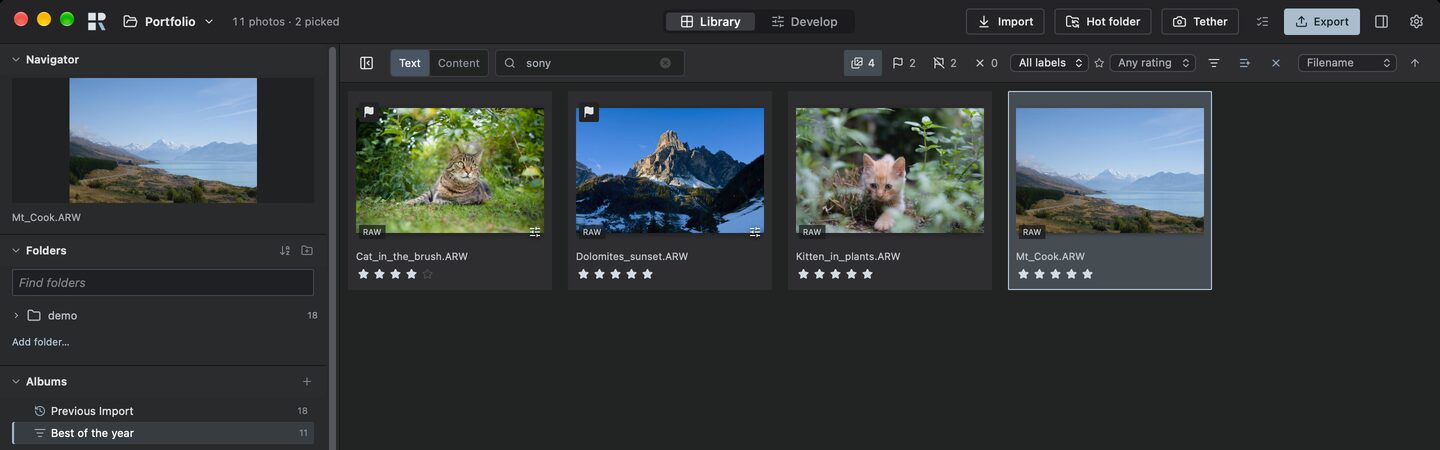 Portfolio
11 photos · 2 picked
Library
Develop
Import
Hot folder
Tether
Export
Navigator
Mt_Cook.ARW
Folders
Find folders
demo 18
Add folder...
Albums
Previous Import 18
Best of the year 11
Text
Content
sony
4
2
2
0
All labels
Any rating
Filename
RAW
Cat_in_the_brush.ARW
RAW
Dolomites_sunset.ARW
RAW
Kitten_in_plants.ARW
RAW
Mt_Cook.ARW